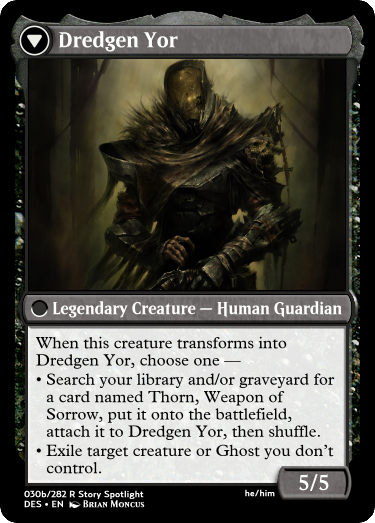 Dredgen Yor
Legendary Creature — Human Guardian
When this creature transforms into
Dredgen Yor, choose one —
• Search your library and/or graveyard for
a card named Thorn, Weapon of
Sorrow, put it onto the battlefield,
attach it to Dredgen Yor, then shuffle.
• Exile target creature or Ghost you don't
control.
5/5
030b/282 R Story Spotlight
he/him
DES • EN Brian Moncus